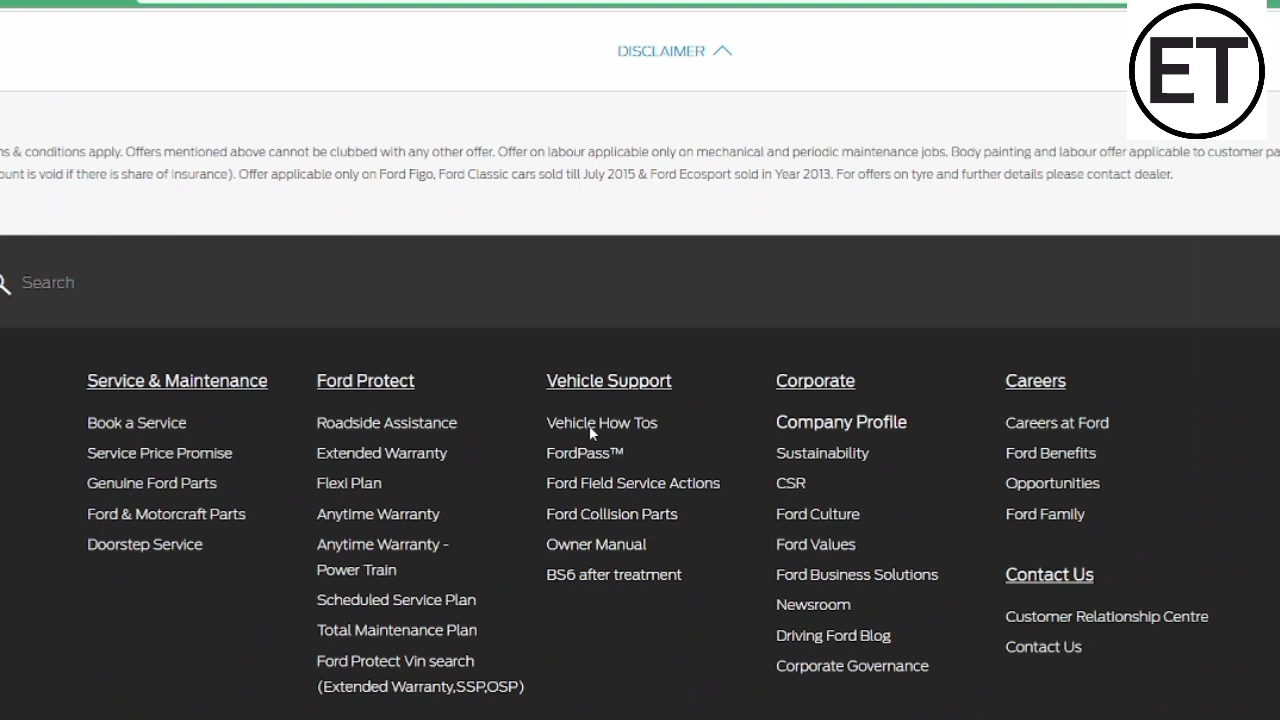 DISCLAIMER
ET
& conditions apply. Offers mentioned above cannot be clubbed with any other offer. Offer on labour applicable only on mechanical and periodic maintenance jobs. Body painting and labour offer applicable to customer
is void if there is share of Insurance). Offer applicable only on Ford Figo, Ford Classic cars sold till July 2015 & Ford Ecosport sold in Year 2013. For offers on tyre and further details please contact dealer.
Search
Service & Maintenance
Book a Service
Service Price Promise
Genuine Ford Parts
Ford & Motorcraft Parts
Doorstep Service
Ford Protect
Roadside Assistance
Extended Warranty
Flexi Plan
Anytime Warranty
Anytime Warranty -
Power Train
Scheduled Service Plan
Total Maintenance Plan
Ford Protect Vin search
(Extended Warranty,SSP,OSP)
Vehicle Support
Vehicle How Tos
FordPass™
Ford Field Service Actions
Ford Collision Parts
Owner Manual
BS6 after treatment
Corporate
Company Profile
Sustainability
CSR
Ford Culture
Ford Values
Ford Business Solutions
Newsroom
Driving Ford Blog
Corporate Governance
Careers
Careers at Ford
Ford Benefits
Opportunities
Ford Family
Contact Us
Customer Relationship Centre
Contact Us